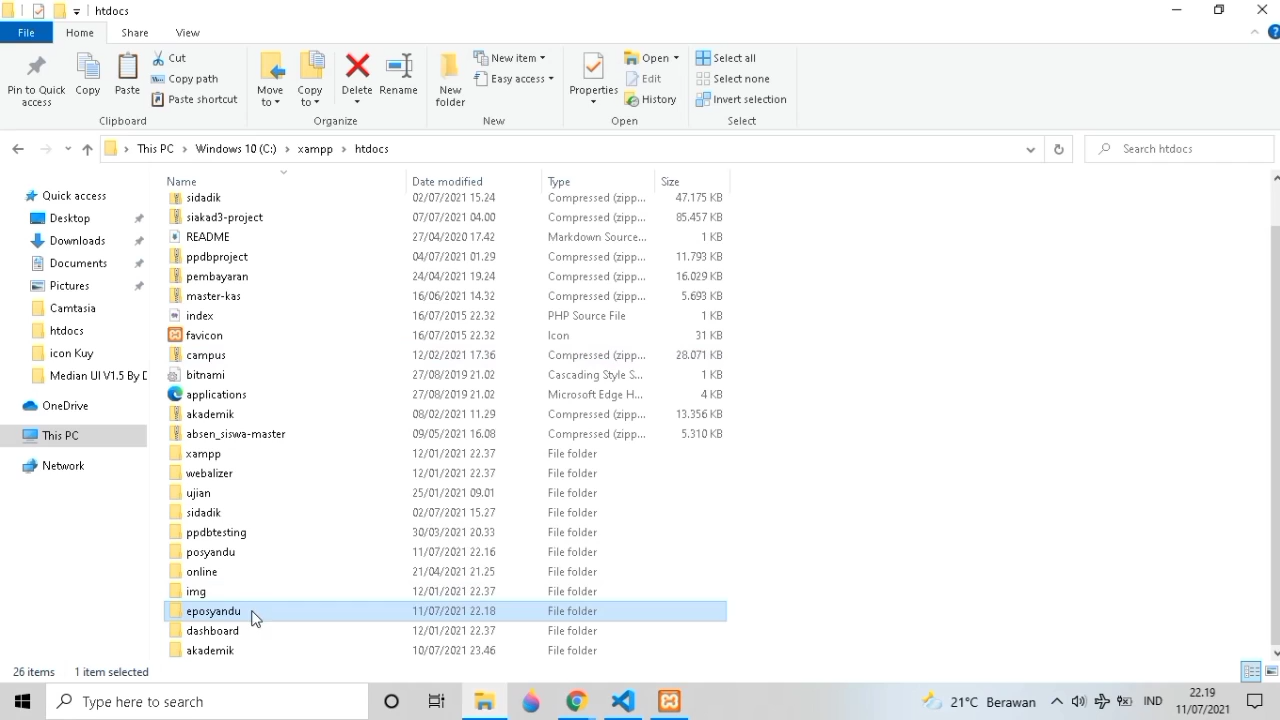 htdocs
File Home Share View
Pin to Quick access
Copy
Paste
Cut
Copy path
Paste shortcut
Clipboard
Move to
Copy to
Delete
Rename
Organize
New folder
New item
Easy access
New
Properties
Open
Edit
History
Open
Select all
Select none
Invert selection
Select
This PC > Windows 10 (C:) > xampp > htdocs
Search htdocs
Quick access
Desktop
Downloads
Documents
Pictures
Camtasia
htdocs
icon Kuy
Median UI V1.5 By D
OneDrive
This PC
Network
Name Date modified Type Size
sidadik 02/07/2021 15.24 Compressed (zipp... 47.175 KB
siakad3-project 07/07/2021 04.00 Compressed (zipp... 85.457 KB
README 27/04/2020 17.42 Markdown Source... 1 KB
ppdbproject 04/07/2021 01.29 Compressed (zipp... 11.793 KB
pembayaran 24/04/2021 19.24 Compressed (zipp... 16.029 KB
master-kas 16/06/2021 14.32 Compressed (zipp... 5.693 KB
index 16/07/2015 22.32 PHP Source File 1 KB
favicon 16/07/2015 22.32 Icon 31 KB
campus 12/02/2021 17.36 Compressed (zipp... 28.071 KB
bitnami 27/08/2019 21.02 Cascading Style S... 1 KB
applications 27/08/2019 21.02 Microsoft Edge H... 4 KB
akademik 08/02/2021 11.29 Compressed (zipp... 13.356 KB
absen_siswa-master 09/05/2021 16.08 Compressed (zipp... 5.310 KB
xampp 12/01/2021 22.37 File folder
webalizer 12/01/2021 22.37 File folder
ujian 25/01/2021 09.01 File folder
sidadik 02/07/2021 15.27 File folder
ppdbtesting 30/03/2021 20.33 File folder
posyandu 11/07/2021 22.16 File folder
online 21/04/2021 21.25 File folder
img 12/01/2021 22.37 File folder
eposyandu 11/07/2021 22.18 File folder
dashboard 12/01/2021 22.37 File folder
akademik 10/07/2021 23.46 File folder
26 items 1 item selected
Type here to search
21°C Berawan
IND
22.19
11/07/2021